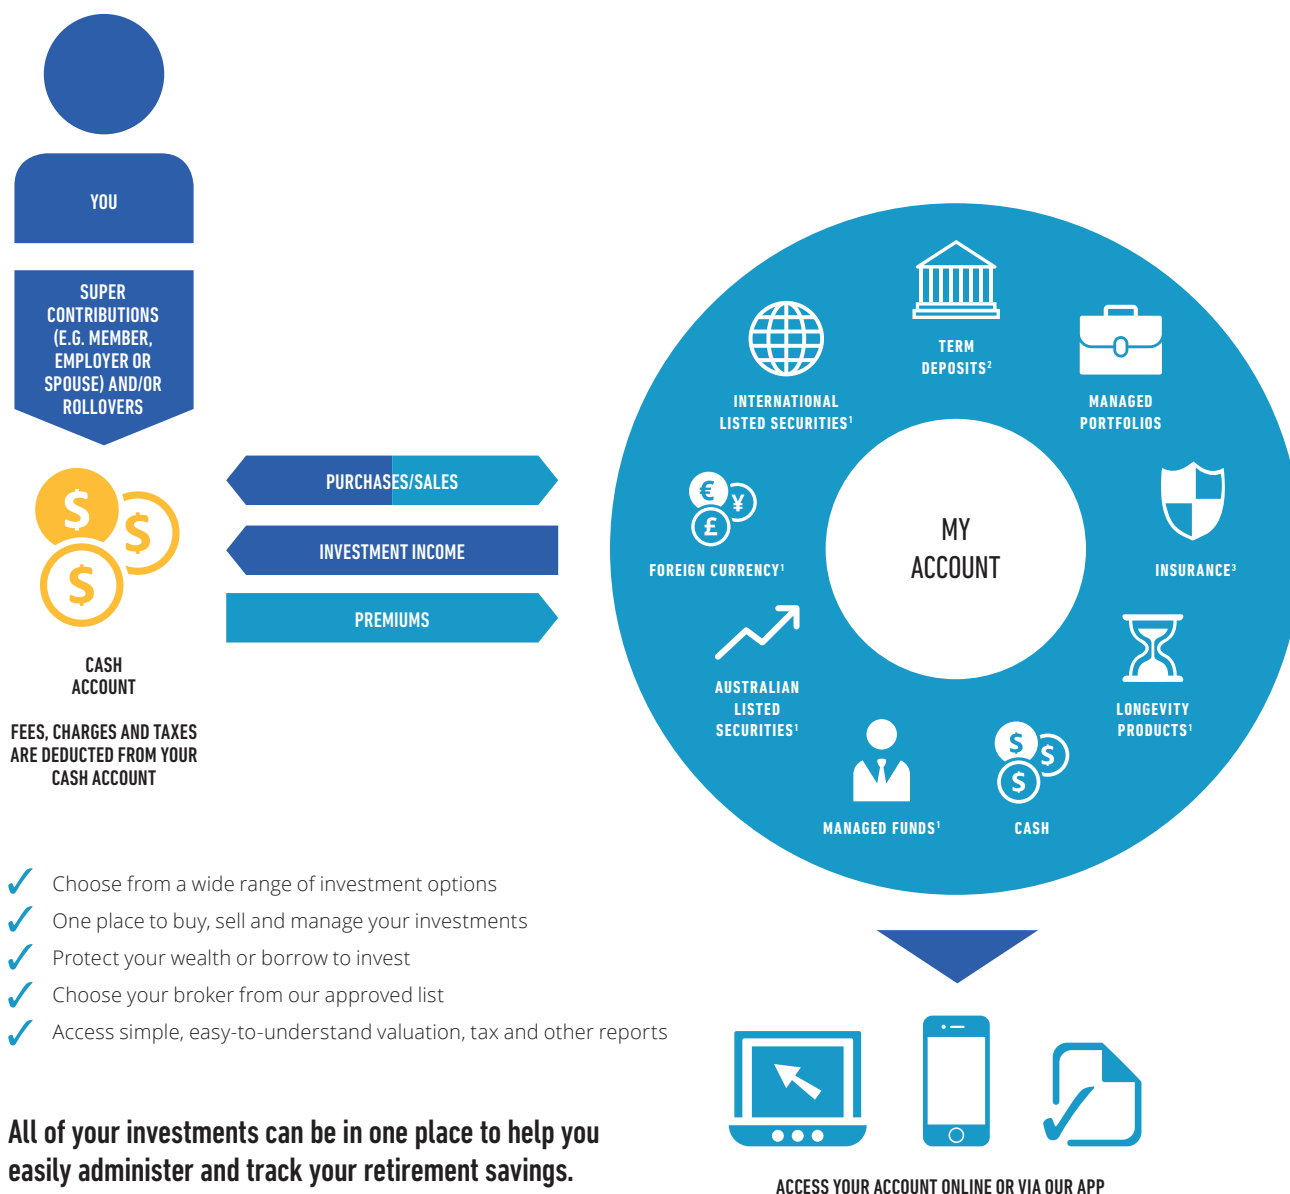 YOU
SUPER
CONTRIBUTIONS
(E.G. MEMBER,
EMPLOYER OR
SPOUSE) AND/OR
ROLLOVERS
$
$
$
CASH
ACCOUNT
FEES, CHARGES AND TAXES
ARE DEDUCTED FROM YOUR
CASH ACCOUNT
PURCHASES/SALES
INVESTMENT INCOME
PREMIUMS
MY
ACCOUNT
TERM
DEPOSITS²
MANAGED
PORTFOLIOS
INSURANCE³
LONGEVITY
PRODUCTS¹
$
$
$
CASH
MANAGED FUNDS¹
AUSTRALIAN
LISTED
SECURITIES¹
€
¥
£
FOREIGN CURRENCY¹
INTERNATIONAL
LISTED SECURITIES¹
Choose from a wide range of investment options
One place to buy, sell and manage your investments
Protect your wealth or borrow to invest
Choose your broker from our approved list
Access simple, easy-to-understand valuation, tax and other reports
All of your investments can be in one place to help you
easily administer and track your retirement savings.
ACCESS YOUR ACCOUNT ONLINE OR VIA OUR APP